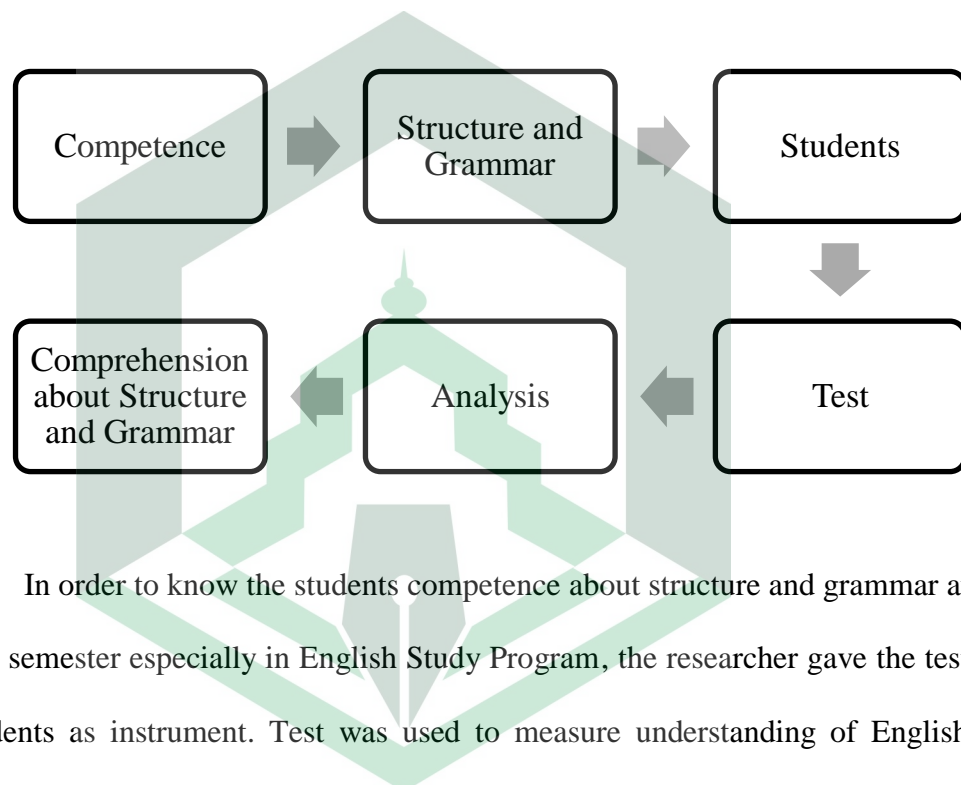 Competence
Structure and
Grammar
Students
Test
Analysis
Comprehension
about Structure
and Grammar
In order to know the students competence about structure and grammar
semester especially in English Study Program, the researcher gave the test
as instrument. Test was used to measure understanding of English